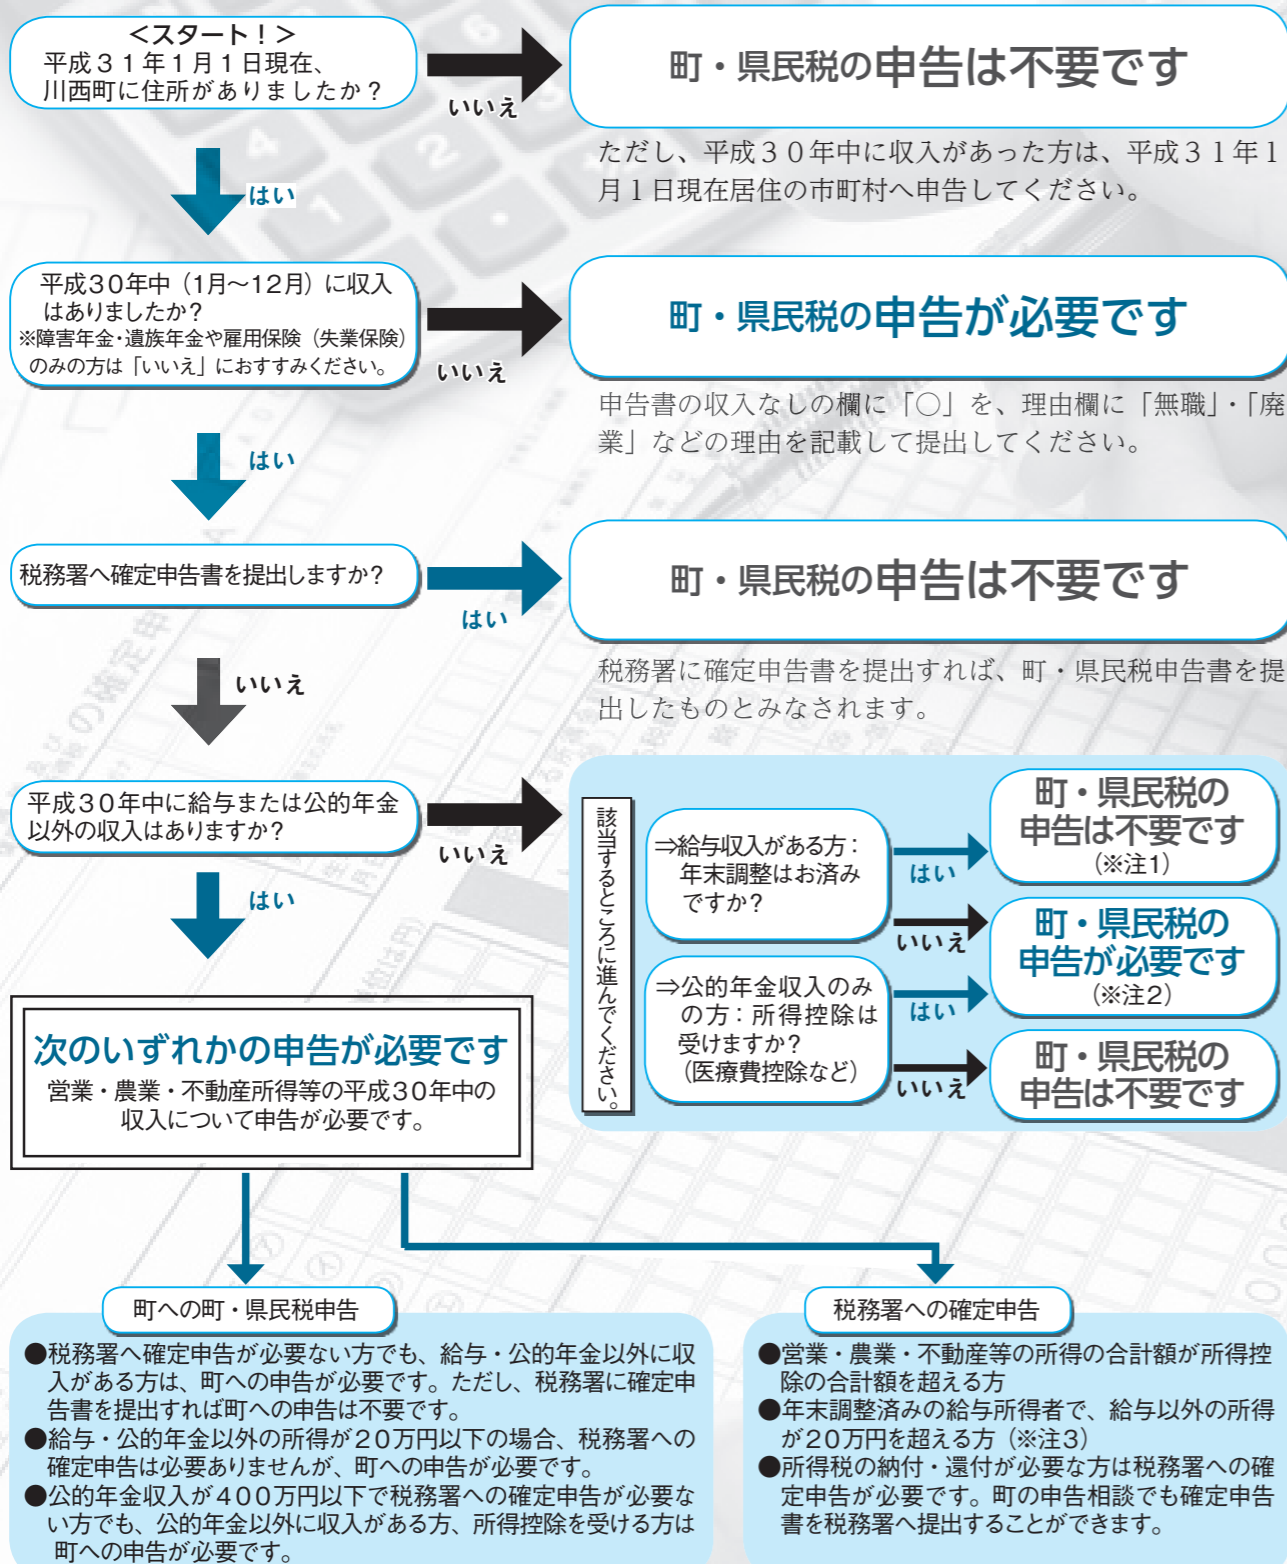 ＜スタート！＞
平成３１年１月１日現在、
川西町に住所がありましたか？
いいえ
町・県民税の申告は不要です
ただし、平成３０年中に収入があった方は、平成３１年１
月１日現在居住の市町村へ申告してください。
はい
平成30年中（1月～12月）に収入
はありましたか？
※障害年金・遺族年金や雇用保険（失業保険）
のみの方は「いいえ」におすすみください。
いいえ
町・県民税の申告が必要です
申告書の収入なしの欄に「○」を、理由欄に「無職」・「廃
業」などの理由を記載して提出してください。
はい
税務署へ確定申告書を提出しますか？
はい
町・県民税の申告は不要です
税務署に確定申告書を提出すれば、町・県民税申告書を提
出したものとみなされます。
いいえ
平成30年中に給与または公的年金
以外の収入はありますか？
いいえ
該当するところに進んでください。
⇒給与収入がある方：
年末調整はお済み
ですか？
はい
町・県民税の
申告は不要です
（※注1）
いいえ
町・県民税の
申告が必要です
（※注2）
⇒公的年金収入のみ
の方：所得控除は
受けますか？
（医療費控除など）
はい
いいえ
町・県民税の
申告は不要です
はい
次のいずれかの申告が必要です
営業・農業・不動産所得等の平成30年中の
収入について申告が必要です。
町への町・県民税申告
●税務署へ確定申告が必要ない方でも、給与・公的年金以外に収
入がある方は、町への申告が必要です。ただし、税務署に確定申
告書を提出すれば町への申告は不要です。
●給与・公的年金以外の所得が20万円以下の場合、税務署への
確定申告は必要ありませんが、町への申告が必要です。
●公的年金収入が400万円以下で税務署への確定申告が必要な
い方でも、公的年金以外に収入がある方、所得控除を受ける方は
町への申告が必要です。
税務署への確定申告
●営業・農業・不動産等の所得の合計額が所得控
除の合計額を超える方
●年末調整済みの給与所得者で、給与以外の所得
が20万円を超える方（※注3）
●所得税の納付・還付が必要な方は税務署への確
定申告が必要です。町の申告相談でも確定申告
書を税務署へ提出することができます。